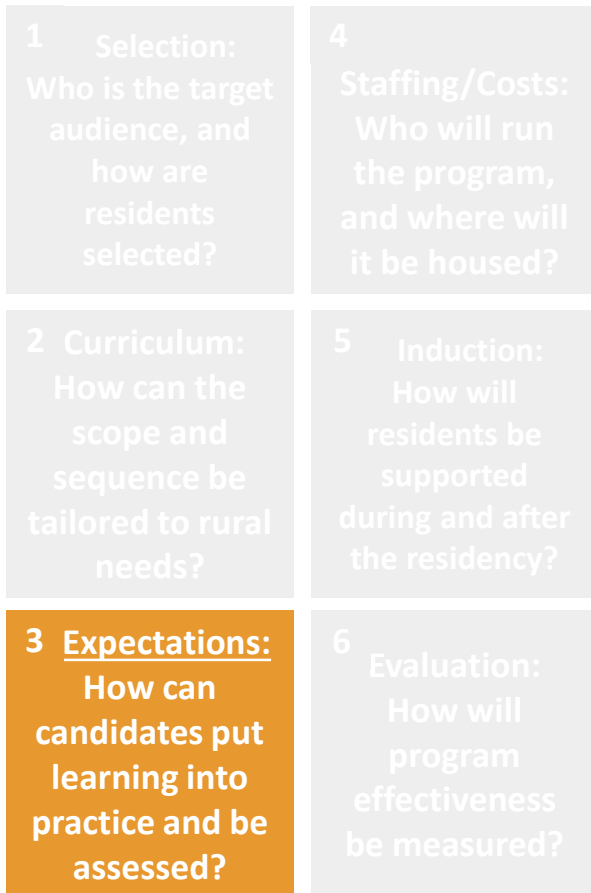 1 Selection:
Who is the target
audience, and
how are
residents
selected?
2 Curriculum:
How can the
scope and
sequence be
tailored to rural
needs?
3 Expectations:
How can
candidates put
learning into
practice and be
assessed?
4
Staffing/Costs:
Who will run
the program,
and where will
it be housed?
5 Induction:
How will
residents be
supported
during and after
the residency?
6 Evaluation:
How will
program
effectiveness
be measured?